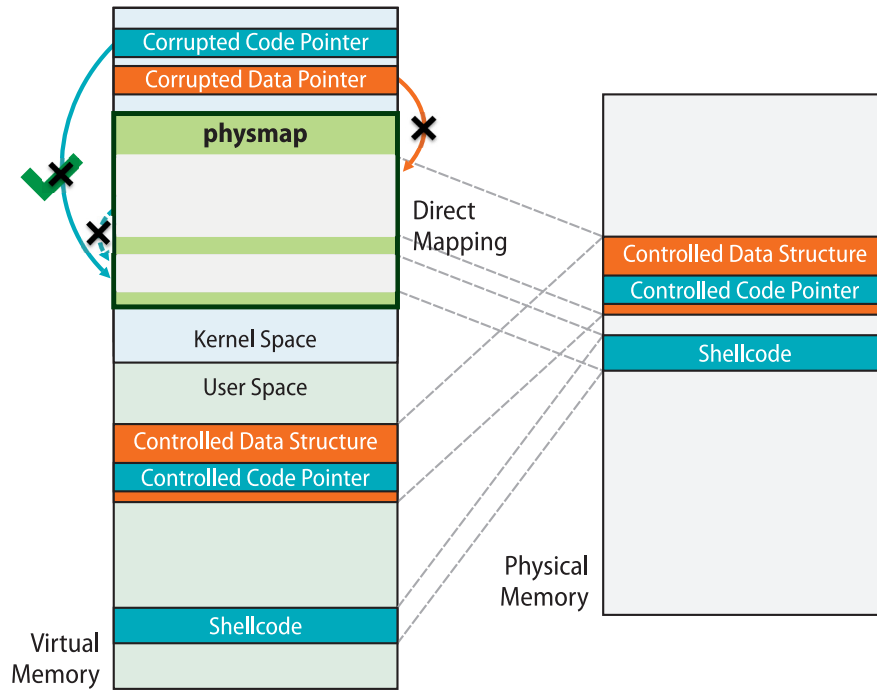 Corrupted Code Pointer
Corrupted Data Pointer
physmap
Direct
Mapping
Kernel Space
User Space
Controlled Data Structure
Controlled Code Pointer
Shellcode
Virtual
Memory
Controlled Data Structure
Controlled Code Pointer
Shellcode
Physical
Memory